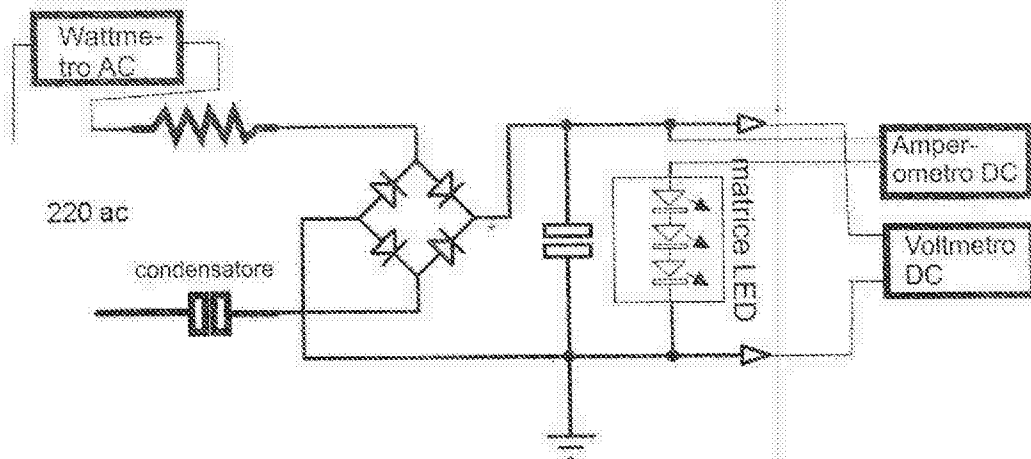 Wattme-
tro AC
220 ac
condensatore
+
matrice LED
Amper-
ometro DC
Voltmetro
DC